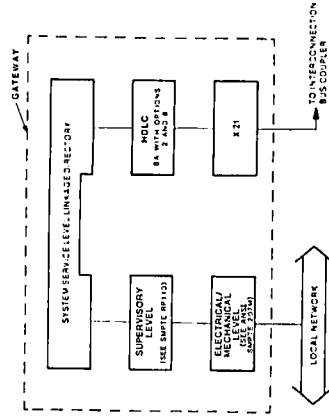 GATEWAY
SYSTEM SERVICE LEVEL LINKAGE DIRECTORY
SUPERVISORY
LEVEL
(SEE SMPTE RP113)
HDLC
BA WITH OPTIONS
2 AND 8
ELECTRICAL/
MECHANICAL
LEVEL
(SEE ANSI
SMPTE 207M)
X 21
LOCAL NETWORK
TO INTERCONNECTION
BUS COUPLER